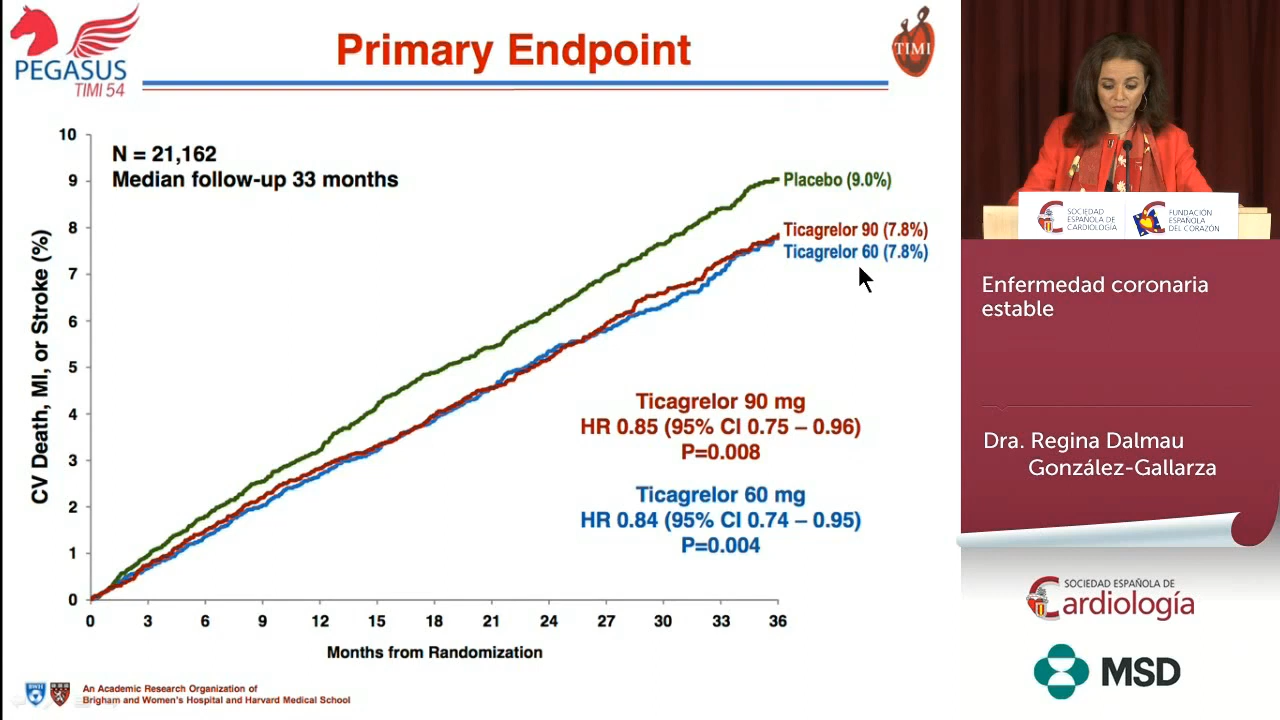 PEGASUS
TIMI 54
Primary Endpoint
TIMI
CV Death, MI, or Stroke (%)
10
9
8
7
6
5
4
3
2
1
0
N = 21,162
Median follow-up 33 months
Placebo (9.0%)
Ticagrelor 90 (7.8%)
Ticagrelor 60 (7.8%)
Ticagrelor 90 mg
HR 0.85 (95% CI 0.75 – 0.96)
P=0.008
Ticagrelor 60 mg
HR 0.84 (95% CI 0.74 – 0.95)
P=0.004
0 3 6 9 12 15 18 21 24 27 30 33 36
Months from Randomization
An Academic Research Organization of
Brigham and Women's Hospital and Harvard Medical School
SOCIEDAD
ESPAÑOLA DE
CARDIOLOGÍA
FUNDACIÓN
ESPAÑOLA
DEL CORAZÓN
Enfermedad coronaria
estable
Dra. Regina Dalmau
González-Gallarza
SOCIEDAD ESPAÑOLA DE
Cardiología
MSD